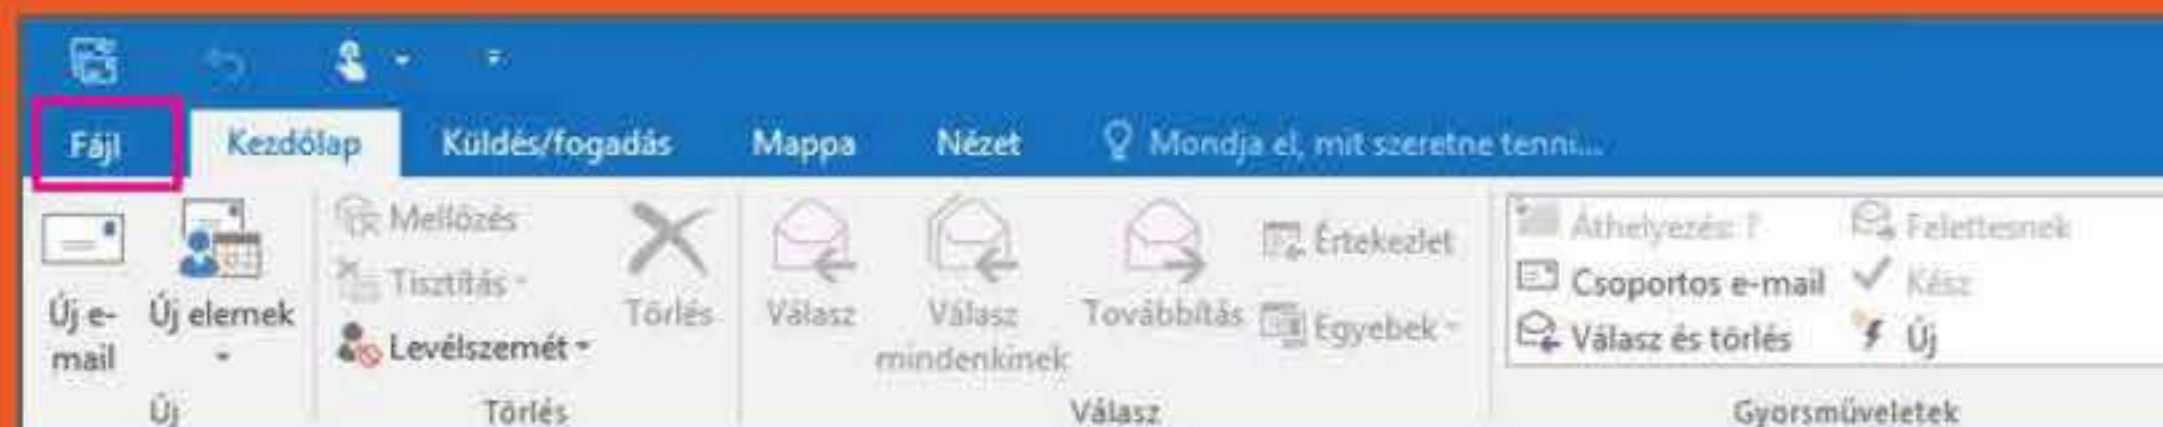 Fájl Kezdőlap Küldés/fogadás Mappa Nézet Mondja el, mit szeretne tenni...
Új e-
mail
Új elemek
Mellőzés
Tisztítás
Levélszemét
Törlés
Válasz
Válasz
mindenkinek
Továbbítás
Értekezlet
Egyebek
Áthelyezés: ?
Csoportos e-mail
Válasz és törlés
Felettesnek
Kész
Új
Új Törlés Válasz Gyorsműveletek